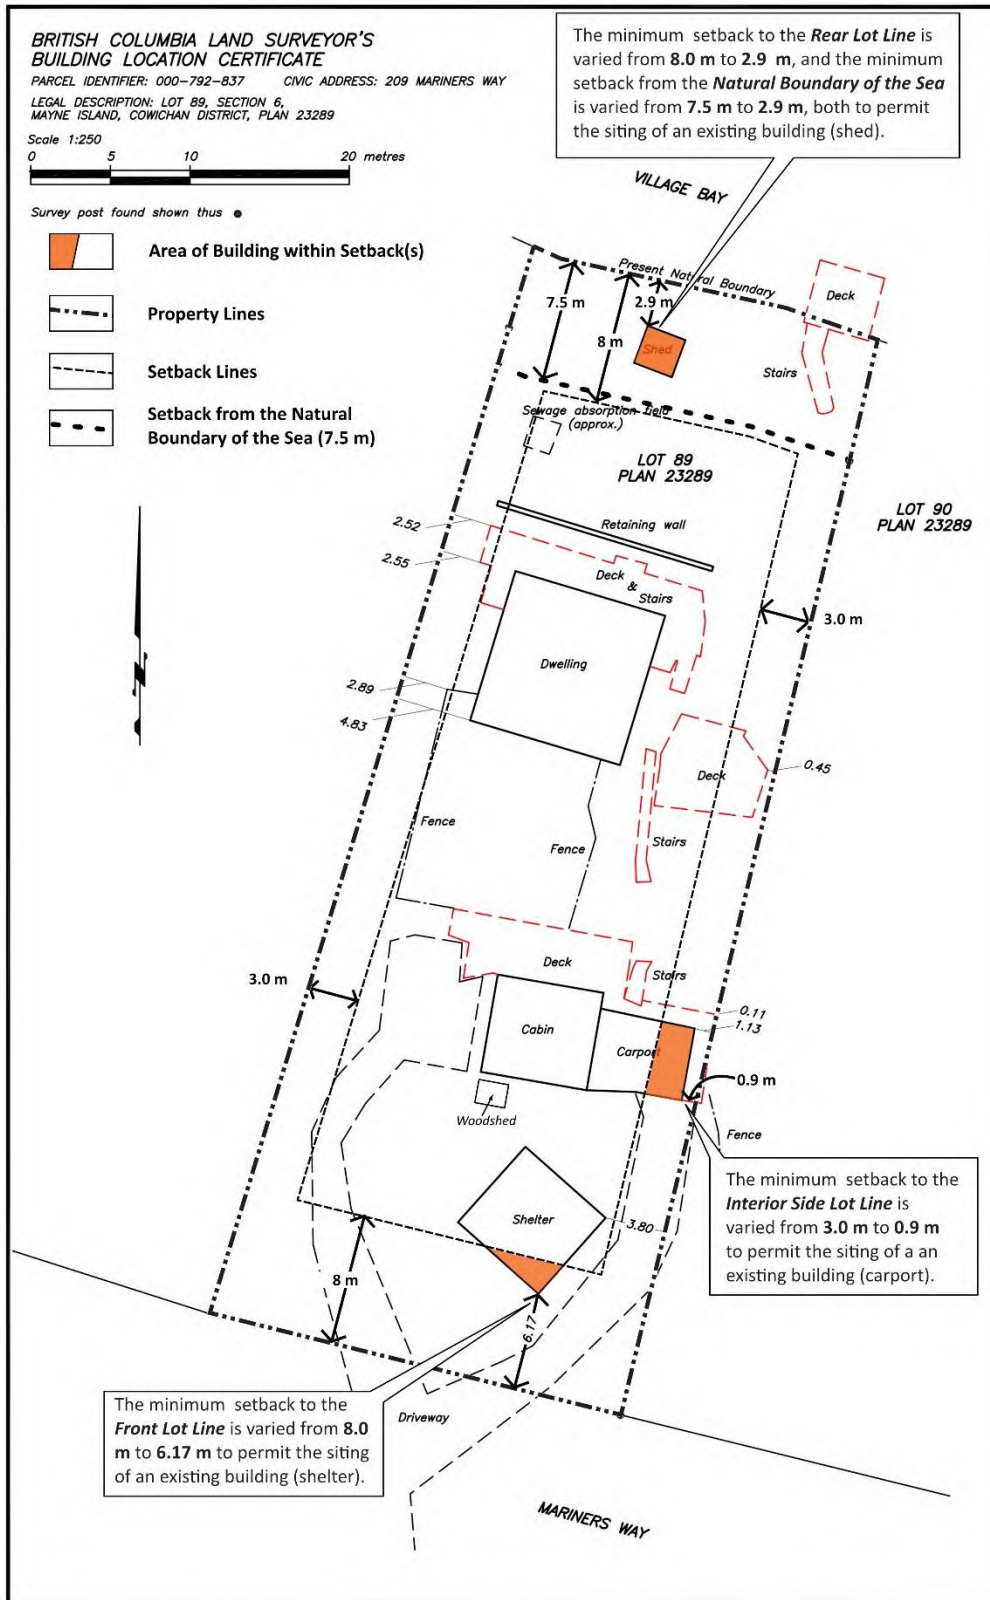 BRITISH COLUMBIA LAND SURVEYOR'S
BUILDING LOCATION CERTIFICATE
PARCEL IDENTIFIER: 000-792-837 CIVIC ADDRESS: 209 MARINERS WAY
LEGAL DESCRIPTION: LOT 89, SECTION 6,
MAYNE ISLAND, COWICHAN DISTRICT, PLAN 23289
Scale 1:250
0 5 10 20 metres
Survey post found shown thus
Area of Building within Setback(s)
Property Lines
Setback Lines
Setback from the Natural
Boundary of the Sea (7.5 m)
The minimum setback to the Rear Lot Line is
varied from 8.0 m to 2.9 m, and the minimum
setback from the Natural Boundary of the Sea
is varied from 7.5 m to 2.9 m, both to permit
the siting of an existing building (shed).
VILLAGE BAY
Present Natural Boundary
Deck
7.5 m
2.9 m
8 m
Shed
Stairs
Sewage absorption field
(approx.)
LOT 89
PLAN 23289
LOT 90
PLAN 23289
2.52
Retaining wall
2.55
Deck
&
Stairs
3.0 m
Dwelling
2.89
4.83
0.45
Deck
Fence
Fence
Stairs
Deck
Stairs
3.0 m
0.11
1.13
Cabin
Carport
0.9 m
Woodshed
Fence
The minimum setback to the
Interior Side Lot Line is
varied from 3.0 m to 0.9 m
to permit the siting of a an
existing building (carport).
Shelter
3.80
8 m
6.17
The minimum setback to the
Front Lot Line is varied from 8.0
m to 6.17 m to permit the siting
of an existing building (shelter).
Driveway
MARINERS WAY